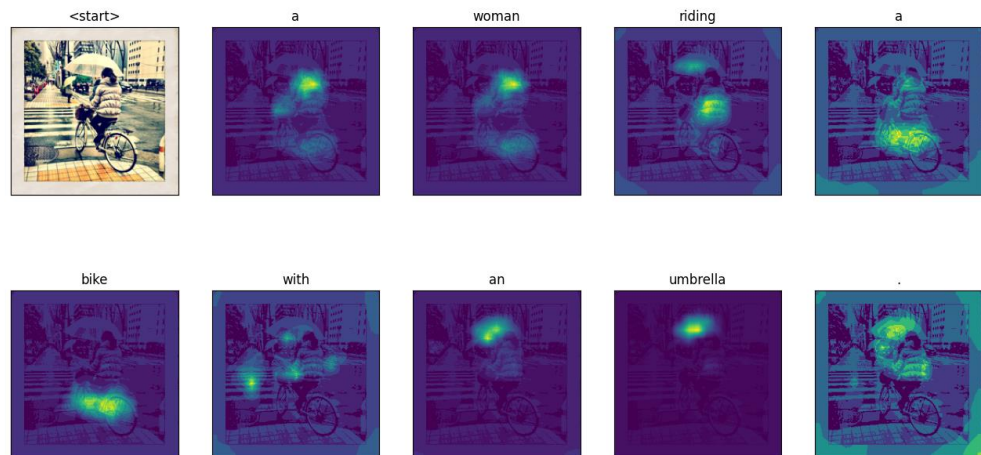 <start> a woman riding a
bike with an umbrella .